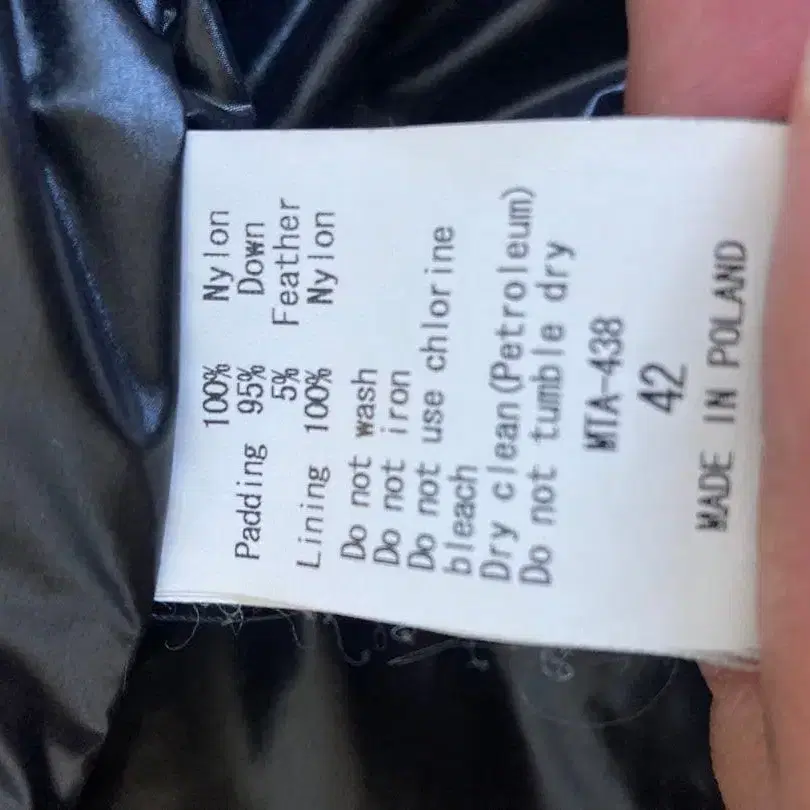 100% Nylon
Padding 95% Down
5% Feather
Lining 100% Nylon
Do not wash
Do not iron
Do not use chlorine
bleach
Dry clean(Petroleum)
Do not tumble dry
MTA-438
42
MADE IN POLAND